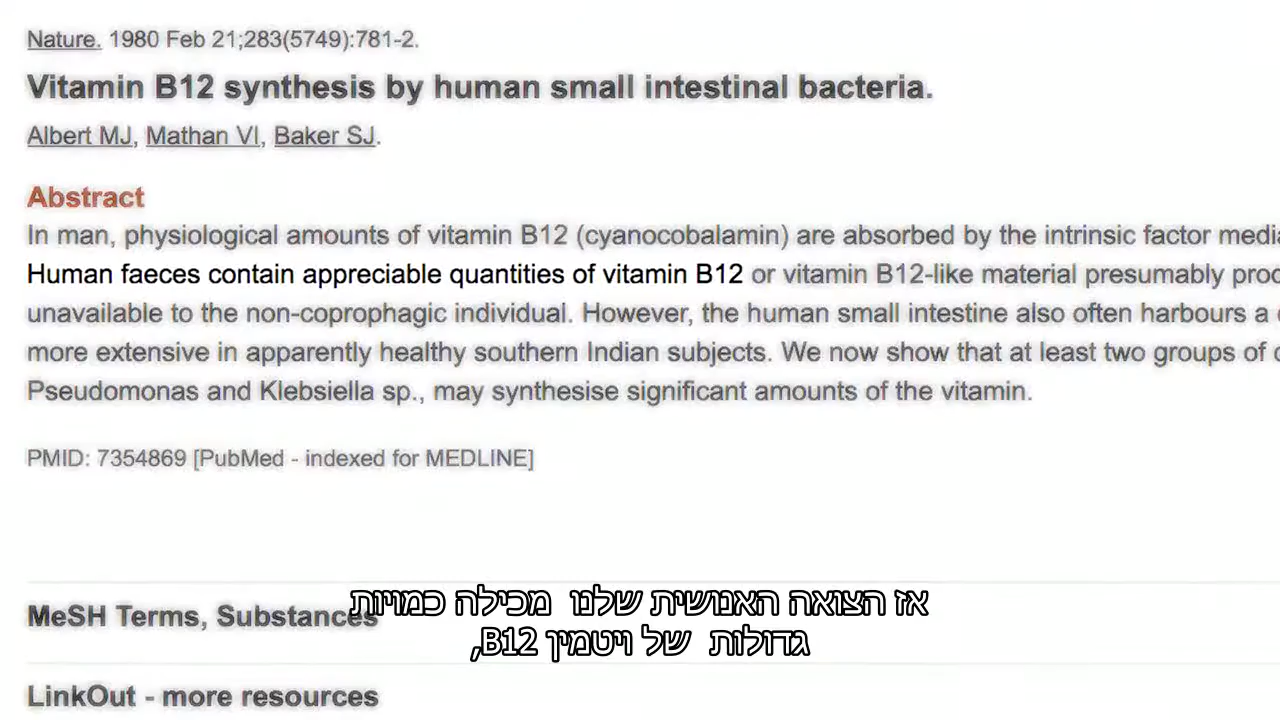 Nature. 1980 Feb 21;283(5749):781-2.
Vitamin B12 synthesis by human small intestinal bacteria.
Albert MJ, Mathan VI, Baker SJ.
Abstract
In man, physiological amounts of vitamin B12 (cyanocobalamin) are absorbed by the intrinsic factor
Human faeces contain appreciable quantities of vitamin B12 or vitamin B12-like material presumably
unavailable to the non-coprophagic individual. However, the human small intestine also often harbours a
more extensive in apparently healthy southern Indian subjects. We now show that at least two groups of
Pseudomonas and Klebsiella sp., may synthesise significant amounts of the vitamin.
PMID: 7354869 [PubMed - indexed for MEDLINE]
MeSH Terms, Substances
אז הצואה האנושית שלנו מכילה כמויות
גדולות של ויטמין B12,
LinkOut - more resources